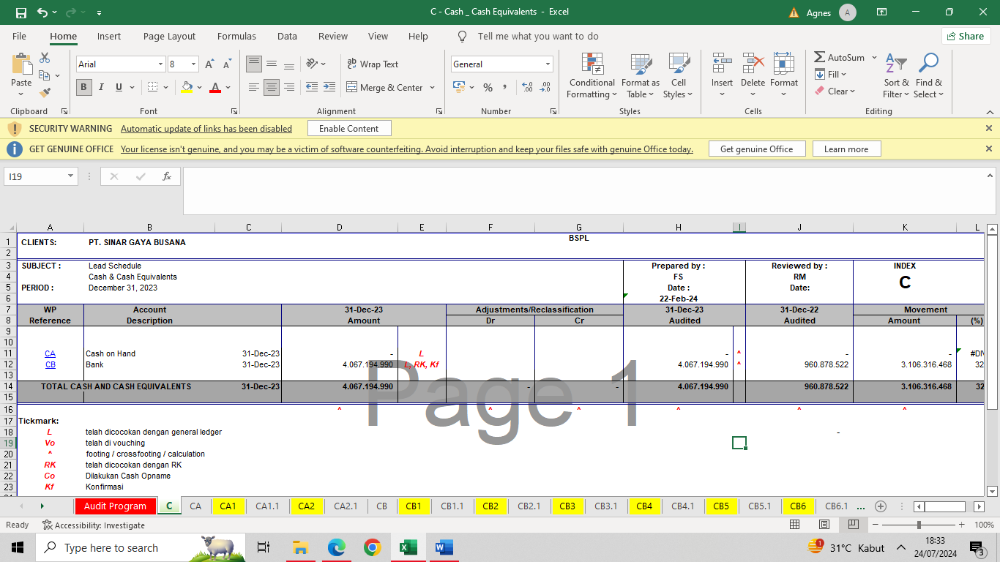 C - Cash _ Cash Equivalents - Excel
Agnes
A
File Home Insert Page Layout Formulas Data Review View Help Tell me what you want to do
Share
Paste
Arial 8
B I U
Wrap Text
Merge & Center
General
Conditional Formatting
Format as Table
Cell Styles
Insert Delete Format
AutoSum
Fill
Clear
Sort & Filter
Find & Select
Clipboard Font Alignment Number Styles Cells Editing
SECURITY WARNING Automatic update of links has been disabled Enable Content
GET GENUINE OFFICE Your license isn't genuine, and you may be a victim of software counterfeiting. Avoid interruption and keep your files safe with genuine Office today. Get genuine Office Learn more
I19 fx
A B C D E F G H I J K L
1 CLIENTS: PT. SINAR GAYA BUSANA BSPL
2
3 SUBJECT : Lead Schedule Prepared by : Reviewed by : INDEX
4 Cash & Cash Equivalents FS RM C
5 PERIOD : December 31, 2023 Date : Date:
6 22-Feb-24
7 WP Account 31-Dec-23 Adjustments/Reclassification 31-Dec-23 31-Dec-22 Movement
8 Reference Description Amount Dr Cr Audited Audited Amount (%)
9
10
11 CA Cash on Hand 31-Dec-23 - L - ^ - - #DIV
12 CB Bank 31-Dec-23 4.067.194.990 L, RK, Kf 4.067.194.990 ^ 960.878.522 3.106.316.468 32
13
14 TOTAL CASH AND CASH EQUIVALENTS 31-Dec-23 4.067.194.990 - - 4.067.194.990 960.878.522 3.106.316.468 32
15
16 ^ ^ ^ ^ ^ ^
Page 1
17 Tickmark:
18 L telah dicocokan dengan general ledger -
19 Vo telah di vouching
20 ^ footing / crossfooting / calculation
21 RK telah dicocokan dengan RK
22 Co Dilakukan Cash Opname
23 Kf Konfirmasi
Audit Program C CA CA1 CA1.1 CA2 CA2.1 CB CB1 CB1.1 CB2 CB2.1 CB3 CB3.1 CB4 CB4.1 CB5 CB5.1 CB6 CB6.1 ...
Ready Accessibility: Investigate 100%
Type here to search
1
31°C Kabut
18:33
24/07/2024
3